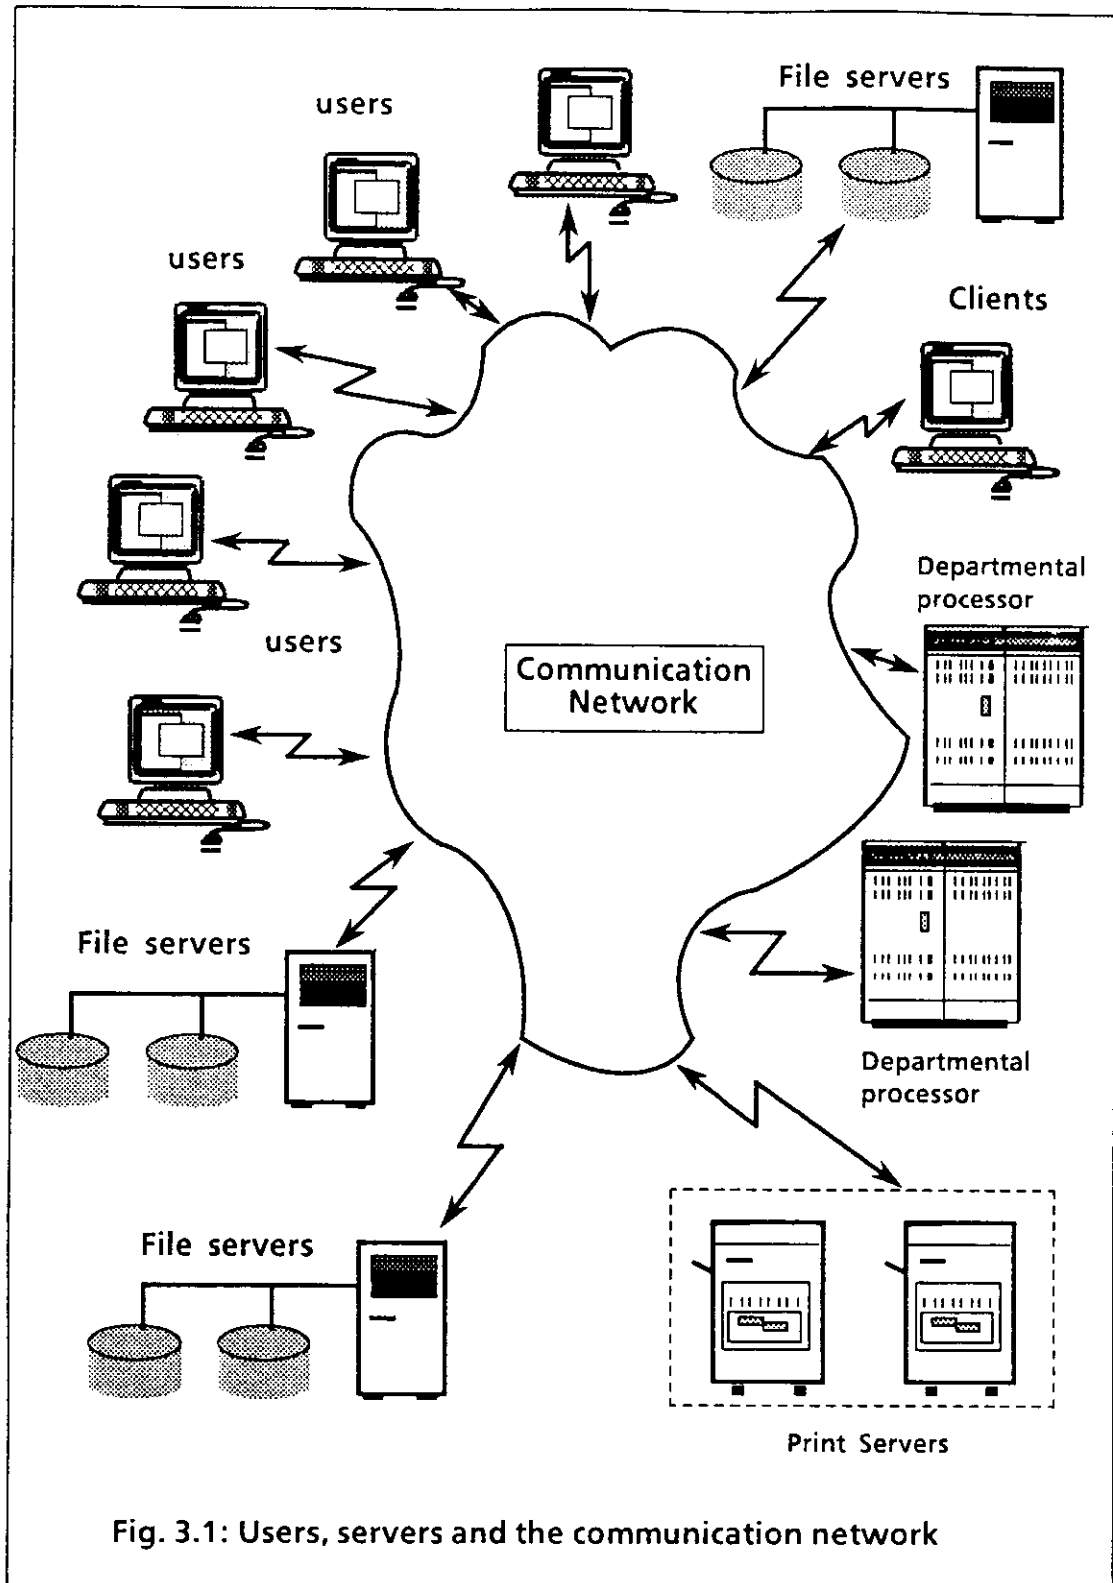 File servers
users
users
Clients
Departmental
processor
users
Communication
Network
File servers
Departmental
processor
File servers
Print Servers
Fig. 3.1: Users, servers and the communication network